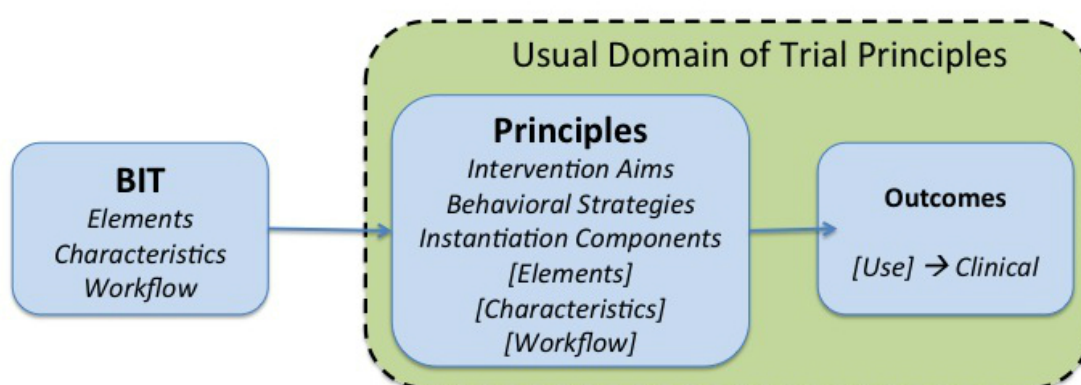 Usual Domain of Trial Principles
BIT
Elements
Characteristics
Workflow
Principles
Intervention Aims
Behavioral Strategies
Instantiation Components
[Elements]
[Characteristics]
[Workflow]
Outcomes
[Use] → Clinical